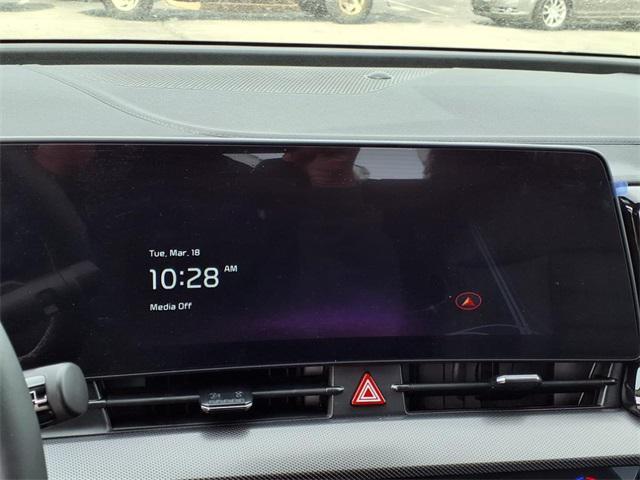 Tue, Mar. 18
10:28 AM
Media Off